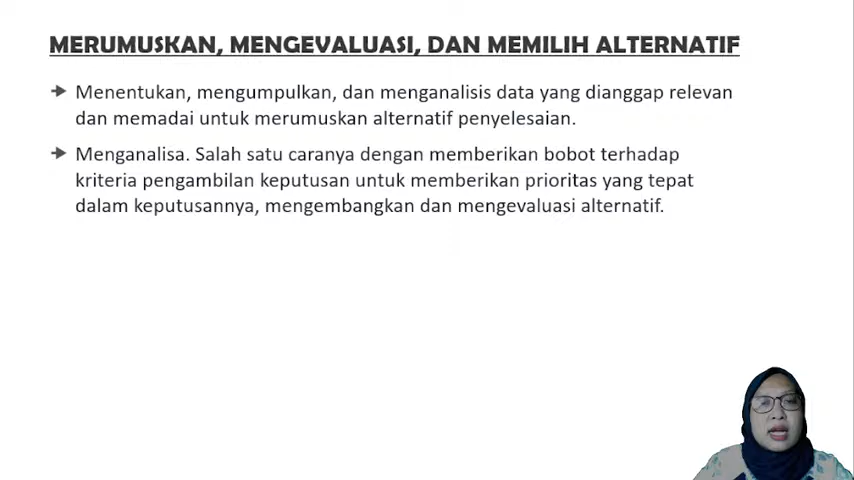 MERUMUSKAN, MENGEVALUASI, DAN MEMILIH ALTERNATIF
Menentukan, mengumpulkan, dan menganalisis data yang dianggap relevan
dan memadai untuk merumuskan alternatif penyelesaian.
Menganalisa. Salah satu caranya dengan memberikan bobot terhadap
kriteria pengambilan keputusan untuk memberikan prioritas yang tepat
dalam keputusannya, mengembangkan dan mengevaluasi alternatif.